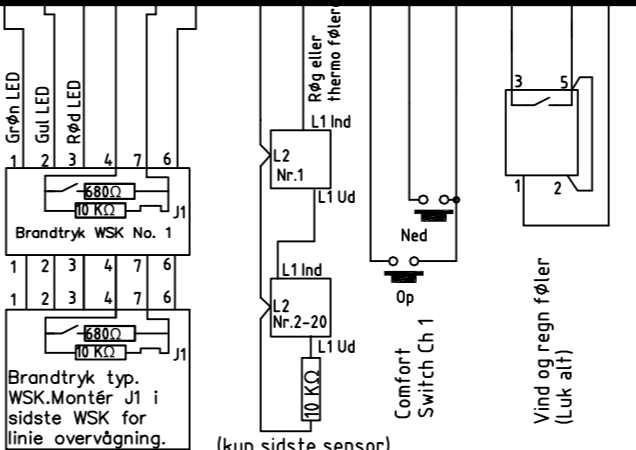 Grøn LED
Gul LED
Rød LED
1 2 3 4 7 6
680Ω
10 KΩ
J1
Brandtryk WSK No. 1
1 2 3 4 7 6
1 2 3 4 7 6
680Ω
10 KΩ
J1
Brandtryk typ.
WSK.Montér J1 i
sidste WSK for
linie overvågning.
Røg eller
thermo føler
L1 Ind
L2
Nr.1
L1 Ud
L1 Ind
L2
Nr.2-20
L1 Ud
10 KΩ
(kun sidste sensor)
Ned
Op
Comfort
Switch Ch 1
3 5
1 2
Vind og regn føler
(Luk alt)